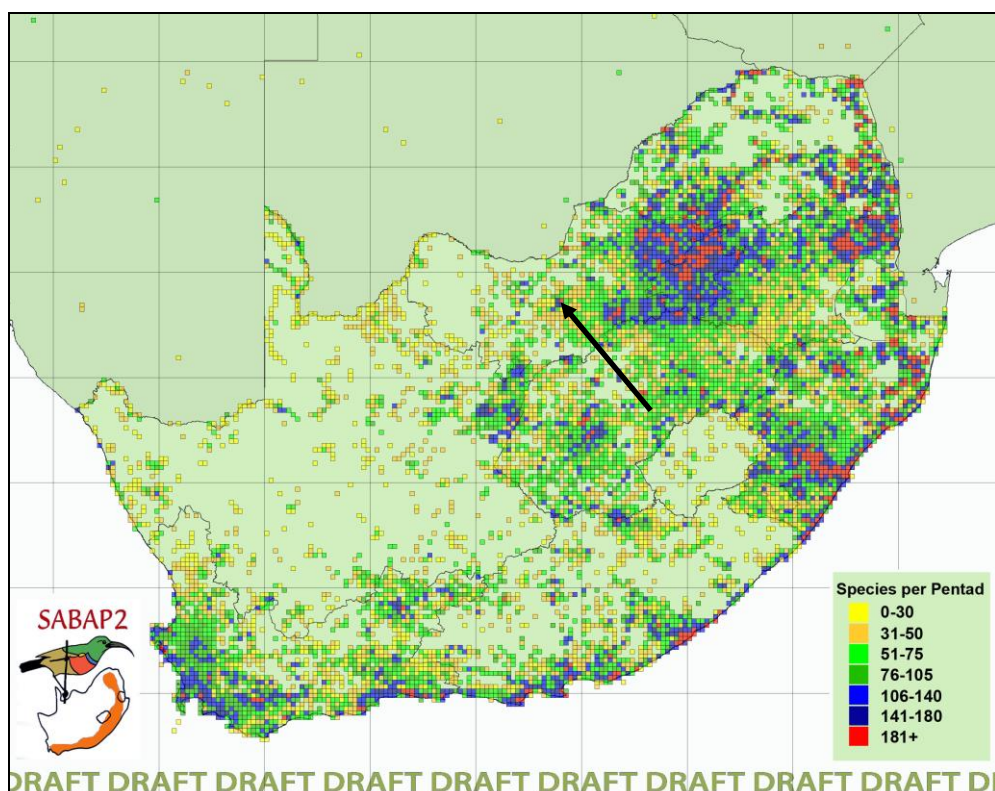 SABAP2
Species per Pentad
0-30
31-50
51-75
76-105
106-140
141-180
181+
DRAFT DRAFT DRAFT DRAFT DRAFT DRAFT DRAFT DRAFT DRAFT DRAFT